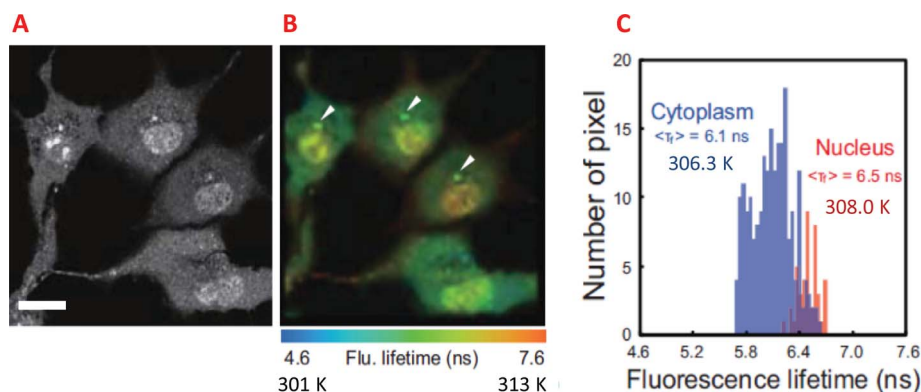 A
B
C
4.6 Flu. lifetime (ns) 7.6
301 K 313 K
Number of pixel
20
15
10
5
0
Cytoplasm
<τf> = 6.1 ns
306.3 K
Nucleus
<τf> = 6.5 ns
308.0 K
4.6 5.2 5.8 6.4 7.0 7.6
Fluorescence lifetime (ns)